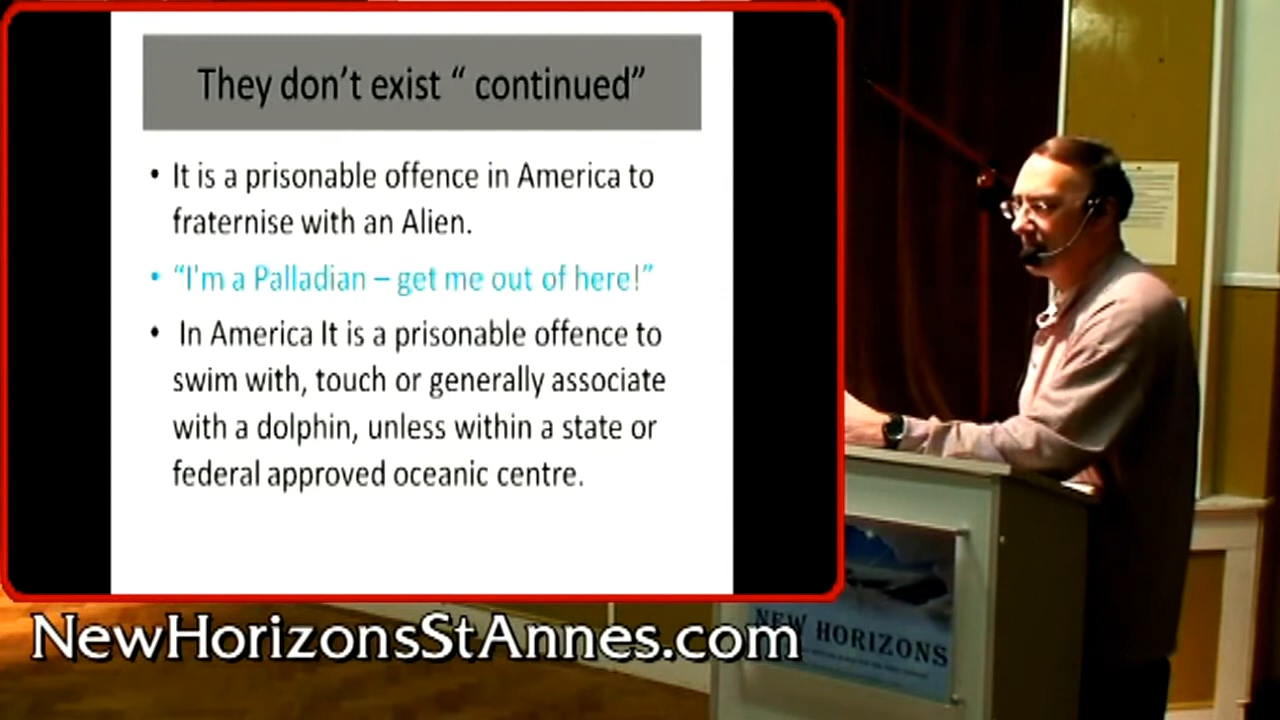 They don't exist “ continued”
• It is a prisonable offence in America to
fraternise with an Alien.
• “I'm a Palladian – get me out of here!”
• In America It is a prisonable offence to
swim with, touch or generally associate
with a dolphin, unless within a state or
federal approved oceanic centre.
NewHorizonsStAnnes.com
NEW HORIZONS